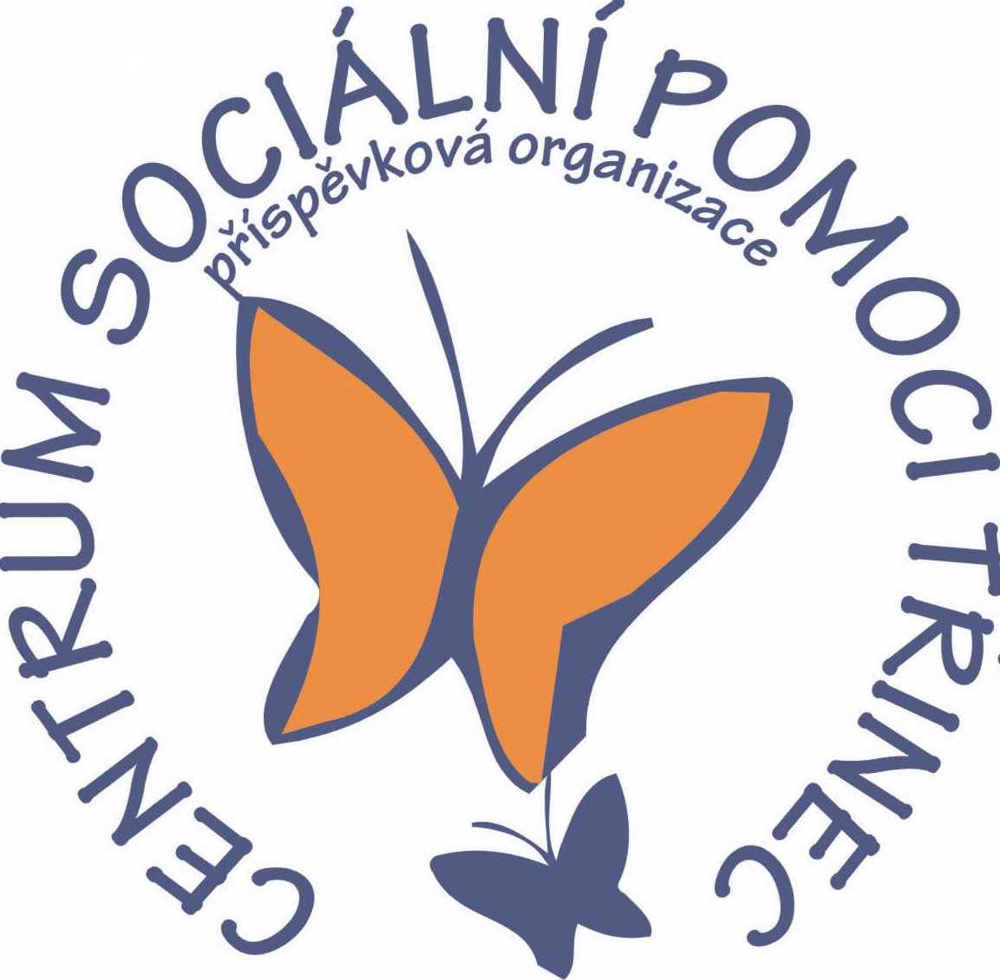 CENTRUM SOCIÁLNÍ POMOCI TŘINEC
příspěvková organizace